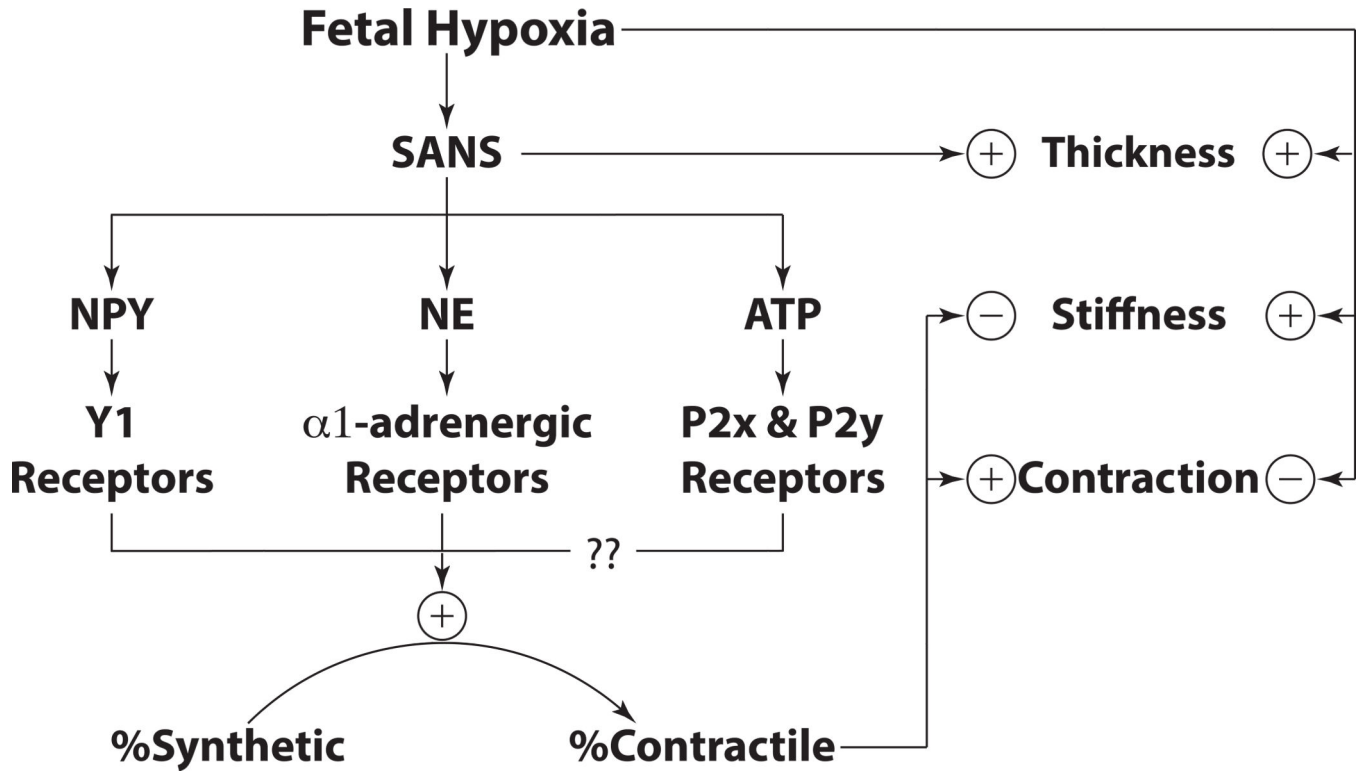 Fetal Hypoxia
SANS
+ Thickness +
NPY NE ATP
− Stiffness +
Y1 α1-adrenergic P2x & P2y
Receptors Receptors Receptors
+ Contraction −
??
+
%Synthetic %Contractile